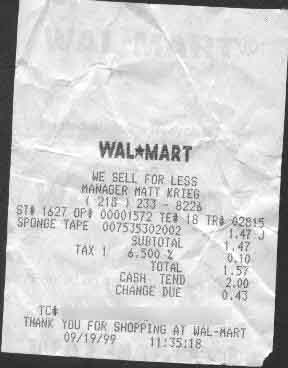 WAL★MART
WE SELL FOR LESS
MANAGER MATT KRIEG
( 218 ) 233 - 8226
ST# 1627 OP# 00001572 TE# 18 TR# 02815
SPONGE TAPE 007535302002 1.47 J
SUBTOTAL 1.47
TAX 1 6.500 % 0.10
TOTAL 1.57
CASH TEND 2.00
CHANGE DUE 0.43
TC#
THANK YOU FOR SHOPPING AT WAL-MART
09/19/99 11:35:18